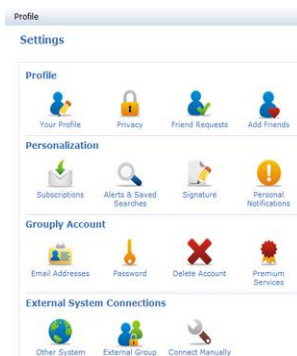 Profile
Settings
Profile
Your Profile Privacy Friend Requests Add Friends
Personalization
Subscriptions Alerts & Saved Searches Signature Personal Notifications
Grouply Account
Email Addresses Password Delete Account Premium Services
External System Connections
Other System External Group Connect Manually